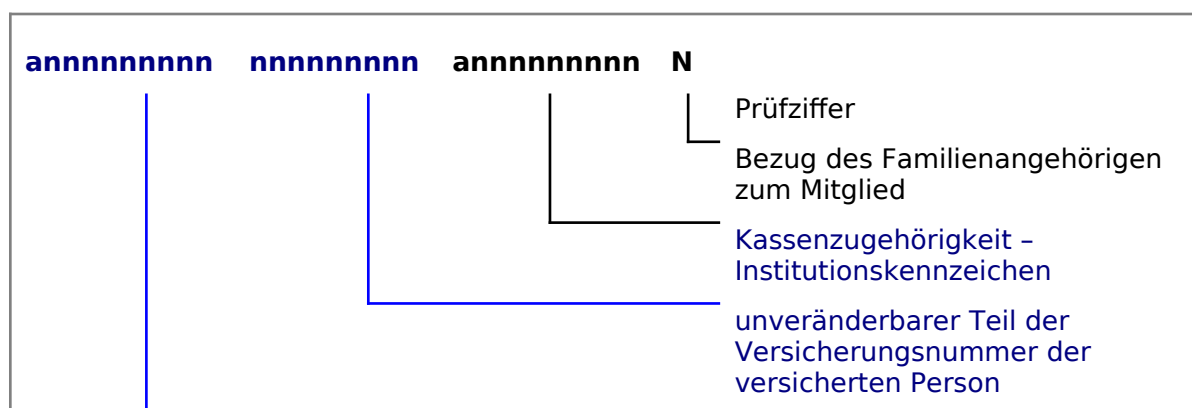 annnnnnnnn nnnnnnnnn annnnnnnnn N
Prüfziffer
Bezug des Familienangehörigen
zum Mitglied
Kassenzugehörigkeit –
Institutionskennzeichen
unveränderbarer Teil der
Versicherungsnummer der
versicherten Person